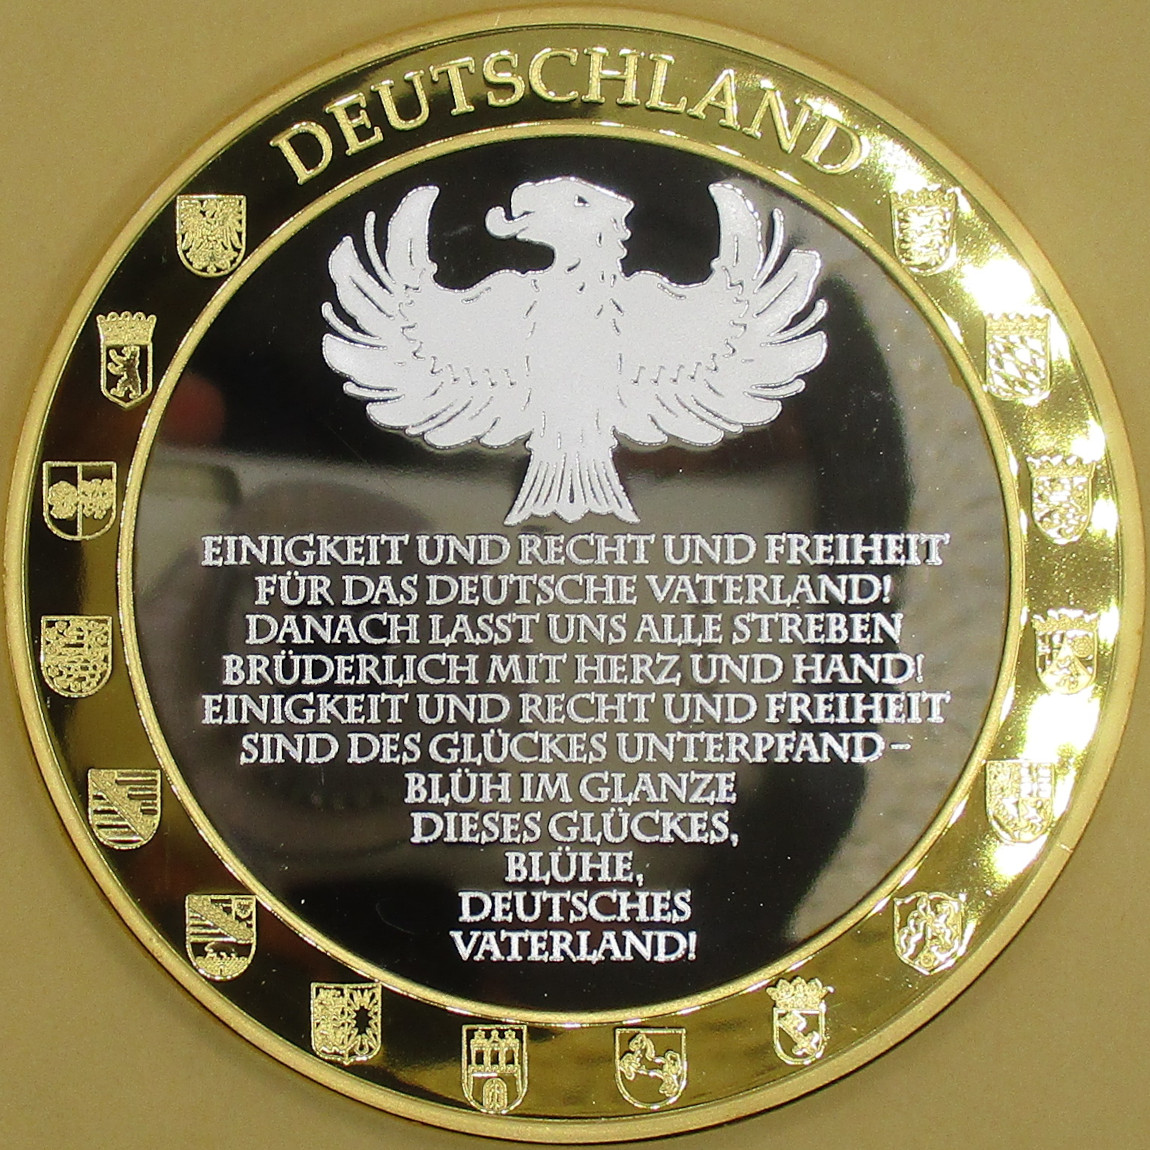 DEUTSCHLAND
EINIGKEIT UND RECHT UND FREIHEIT
FÜR DAS DEUTSCHE VATERLAND!
DANACH LASST UNS ALLE STREBEN
BRÜDERLICH MIT HERZ UND HAND!
EINIGKEIT UND RECHT UND FREIHEIT
SIND DES GLÜCKES UNTERPFAND –
BLÜH IM GLANZE
DIESES GLÜCKES,
BLÜHE,
DEUTSCHES
VATERLAND!